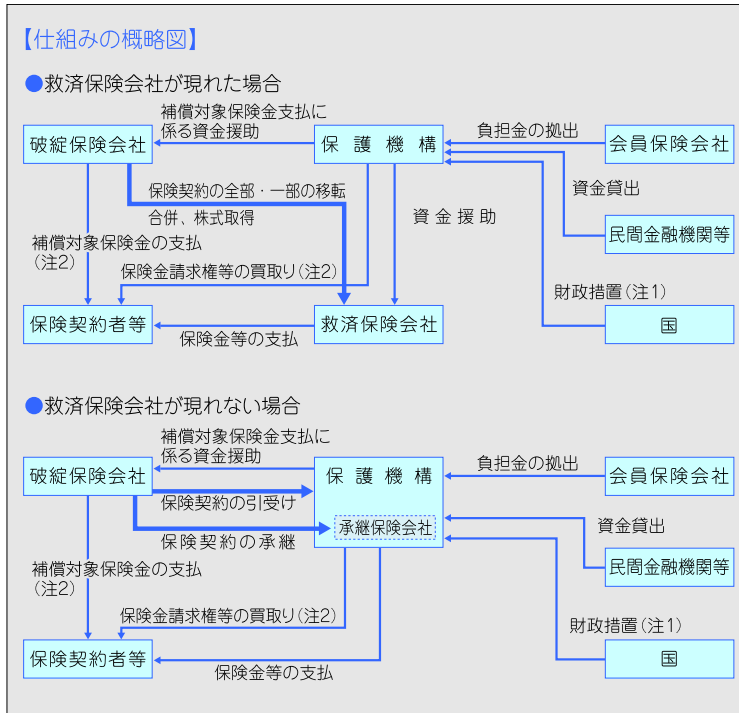 【仕組みの概略図】
●救済保険会社が現れた場合
補償対象保険金支払に
係る資金援助
負担金の拠出
破綻保険会社
保護機構
会員保険会社
資金貸出
保険契約の全部・一部の移転
合併、株式取得
資金援助
民間金融機関等
補償対象保険金の支払
(注2)
保険金請求権等の買取り(注2)
財政措置(注1)
保険契約者等
救済保険会社
国
保険金等の支払
●救済保険会社が現れない場合
補償対象保険金支払に
係る資金援助
負担金の拠出
破綻保険会社
保護機構
会員保険会社
保険契約の引受け
承継保険会社
資金貸出
保険契約の承継
補償対象保険金の支払
(注2)
民間金融機関等
保険金請求権等の買取り(注2)
財政措置(注1)
保険契約者等
国
保険金等の支払